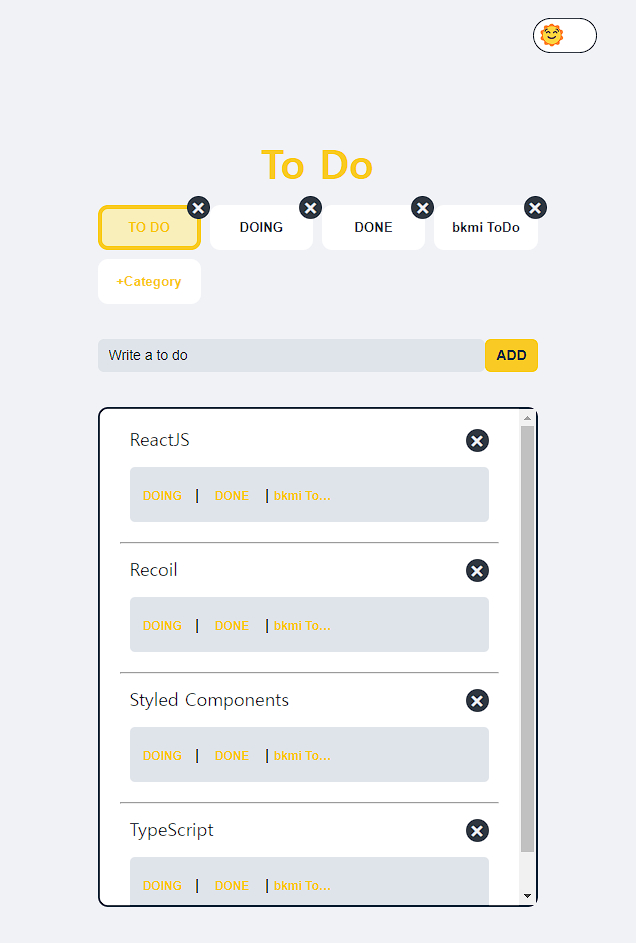 To Do
TO DO DOING DONE bkmi ToDo
+Category
Write a to do ADD
ReactJS
DOING | DONE | bkmi To...
Recoil
DOING | DONE | bkmi To...
Styled Components
DOING | DONE | bkmi To...
TypeScript
DOING | DONE | bkmi To...